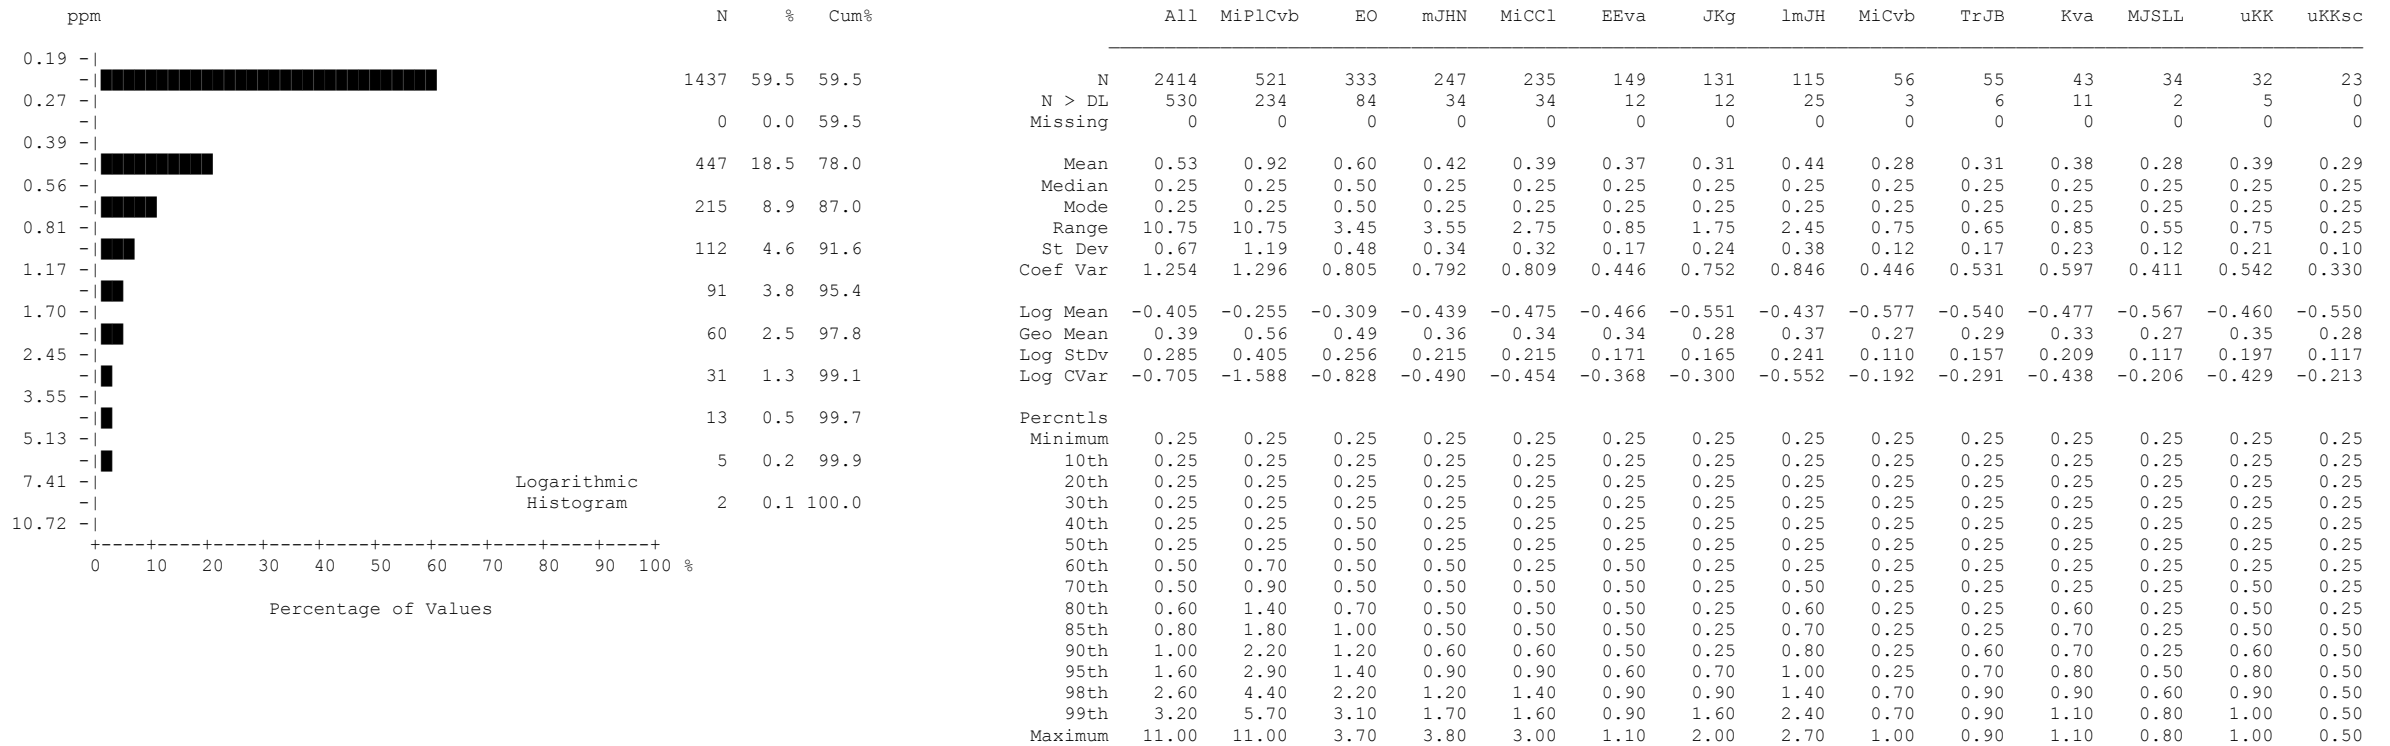 ppm N % Cum% All MiPlCvb EO mJHN MiCCl EEva JKg lmJH MiCvb TrJB Kva MJSLL uKK uKKsc
0.19 -|
-| 1437 59.5 59.5 N 2414 521 333 247 235 149 131 115 56 55 43 34 32 23
0.27 -| N > DL 530 234 84 34 34 12 12 25 3 6 11 2 5 0
-| 0 0.0 59.5 Missing 0 0 0 0 0 0 0 0 0 0 0 0 0 0
0.39 -|
-| 447 18.5 78.0 Mean 0.53 0.92 0.60 0.42 0.39 0.37 0.31 0.44 0.28 0.31 0.38 0.28 0.39 0.29
0.56 -| Median 0.25 0.25 0.50 0.25 0.25 0.25 0.25 0.25 0.25 0.25 0.25 0.25 0.25 0.25
-| 215 8.9 87.0 Mode 0.25 0.25 0.50 0.25 0.25 0.25 0.25 0.25 0.25 0.25 0.25 0.25 0.25 0.25
0.81 -| Range 10.75 10.75 3.45 3.55 2.75 0.85 1.75 2.45 0.75 0.65 0.85 0.55 0.75 0.25
-| 112 4.6 91.6 St Dev 0.67 1.19 0.48 0.34 0.32 0.17 0.24 0.38 0.12 0.17 0.23 0.12 0.21 0.10
1.17 -| Coef Var 1.254 1.296 0.805 0.792 0.809 0.446 0.752 0.846 0.446 0.531 0.597 0.411 0.542 0.330
-| 91 3.8 95.4
1.70 -| Log Mean -0.405 -0.255 -0.309 -0.439 -0.475 -0.466 -0.551 -0.437 -0.577 -0.540 -0.477 -0.567 -0.460 -0.550
-| 60 2.5 97.8 Geo Mean 0.39 0.56 0.49 0.36 0.34 0.34 0.28 0.37 0.27 0.29 0.33 0.27 0.35 0.28
2.45 -| Log StDv 0.285 0.405 0.256 0.215 0.215 0.171 0.165 0.241 0.110 0.157 0.209 0.117 0.197 0.117
-| 31 1.3 99.1 Log CVar -0.705 -1.588 -0.828 -0.490 -0.454 -0.368 -0.300 -0.552 -0.192 -0.291 -0.438 -0.206 -0.429 -0.213
3.55 -|
-| 13 0.5 99.7 Percntls
5.13 -| Minimum 0.25 0.25 0.25 0.25 0.25 0.25 0.25 0.25 0.25 0.25 0.25 0.25 0.25 0.25
-| 5 0.2 99.9 10th 0.25 0.25 0.25 0.25 0.25 0.25 0.25 0.25 0.25 0.25 0.25 0.25 0.25 0.25
7.41 -| Logarithmic 20th 0.25 0.25 0.25 0.25 0.25 0.25 0.25 0.25 0.25 0.25 0.25 0.25 0.25 0.25
-| Histogram 2 0.1 100.0 30th 0.25 0.25 0.25 0.25 0.25 0.25 0.25 0.25 0.25 0.25 0.25 0.25 0.25 0.25
10.72 -| 40th 0.25 0.25 0.50 0.25 0.25 0.25 0.25 0.25 0.25 0.25 0.25 0.25 0.25 0.25
+----+----+----+----+----+----+----+----+----+----+ 50th 0.25 0.25 0.50 0.25 0.25 0.25 0.25 0.25 0.25 0.25 0.25 0.25 0.25 0.25
0 10 20 30 40 50 60 70 80 90 100 % 60th 0.50 0.70 0.50 0.50 0.25 0.50 0.25 0.50 0.25 0.25 0.25 0.25 0.50 0.25
70th 0.50 0.90 0.50 0.50 0.50 0.50 0.25 0.50 0.25 0.25 0.25 0.25 0.50 0.25
Percentage of Values 80th 0.60 1.40 0.70 0.50 0.50 0.50 0.25 0.60 0.25 0.25 0.60 0.25 0.50 0.25
85th 0.80 1.80 1.00 0.50 0.50 0.50 0.25 0.70 0.25 0.25 0.70 0.25 0.50 0.50
90th 1.00 2.20 1.20 0.60 0.60 0.50 0.25 0.80 0.25 0.60 0.70 0.25 0.60 0.50
95th 1.60 2.90 1.40 0.90 0.90 0.60 0.70 1.00 0.25 0.70 0.80 0.50 0.80 0.50
98th 2.60 4.40 2.20 1.20 1.40 0.90 0.90 1.40 0.70 0.90 0.90 0.60 0.90 0.50
99th 3.20 5.70 3.10 1.70 1.60 0.90 1.60 2.40 0.70 0.90 1.10 0.80 1.00 0.50
Maximum 11.00 11.00 3.70 3.80 3.00 1.10 2.00 2.70 1.00 0.90 1.10 0.80 1.00 0.50